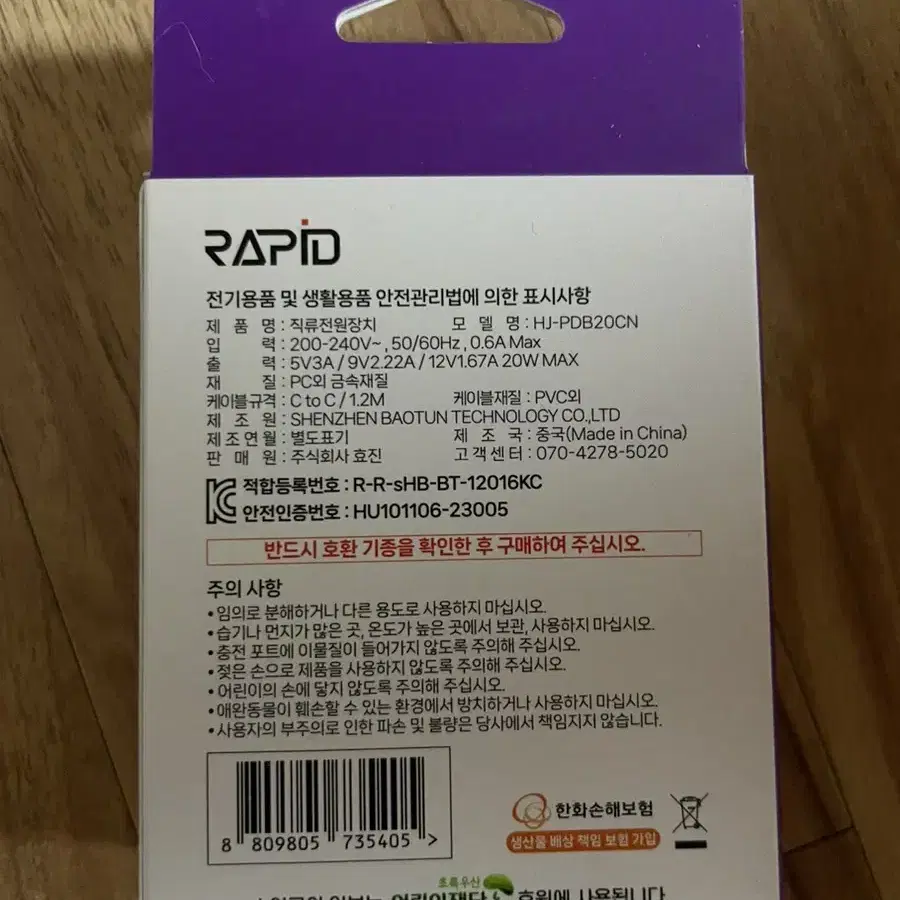 RAPID
전기용품 및 생활용품 안전관리법에 의한 표시사항
제 품 명 : 직류전원장치 모 델 명 : HJ-PDB20CN
입 력 : 200-240V~ , 50/60Hz , 0.6A Max
출 력 : 5V3A / 9V2.22A / 12V1.67A 20W MAX
재 질 : PC외 금속재질
케이블규격 : C to C / 1.2M 케이블재질 : PVC외
제 조 원 : SHENZHEN BAOTUN TECHNOLOGY CO.,LTD
제조연월 : 별도표기 제 조 국 : 중국(Made in China)
판 매 원 : 주식회사 효진 고객센터 : 070-4278-5020
적합등록번호 : R-R-sHB-BT-12016KC
안전인증번호 : HU101106-23005
반드시 호환 기종을 확인한 후 구매하여 주십시오.
주의 사항
• 임의로 분해하거나 다른 용도로 사용하지 마십시오.
• 습기나 먼지가 많은 곳, 온도가 높은 곳에서 보관, 사용하지 마십시오.
• 충전 포트에 이물질이 들어가지 않도록 주의해 주십시오.
• 젖은 손으로 제품을 사용하지 않도록 주의해 주십시오.
• 어린이의 손에 닿지 않도록 주의해 주십시오.
• 애완동물이 훼손할 수 있는 환경에서 방치하거나 사용하지 마십시오.
• 사용자의 부주의로 인한 파손 및 불량은 당사에서 책임지지 않습니다.
한화손해보험
생산물 배상 책임 보험 가입
8 809805 735405 >
초록우산
어린이재단 후원에 사용됩니다